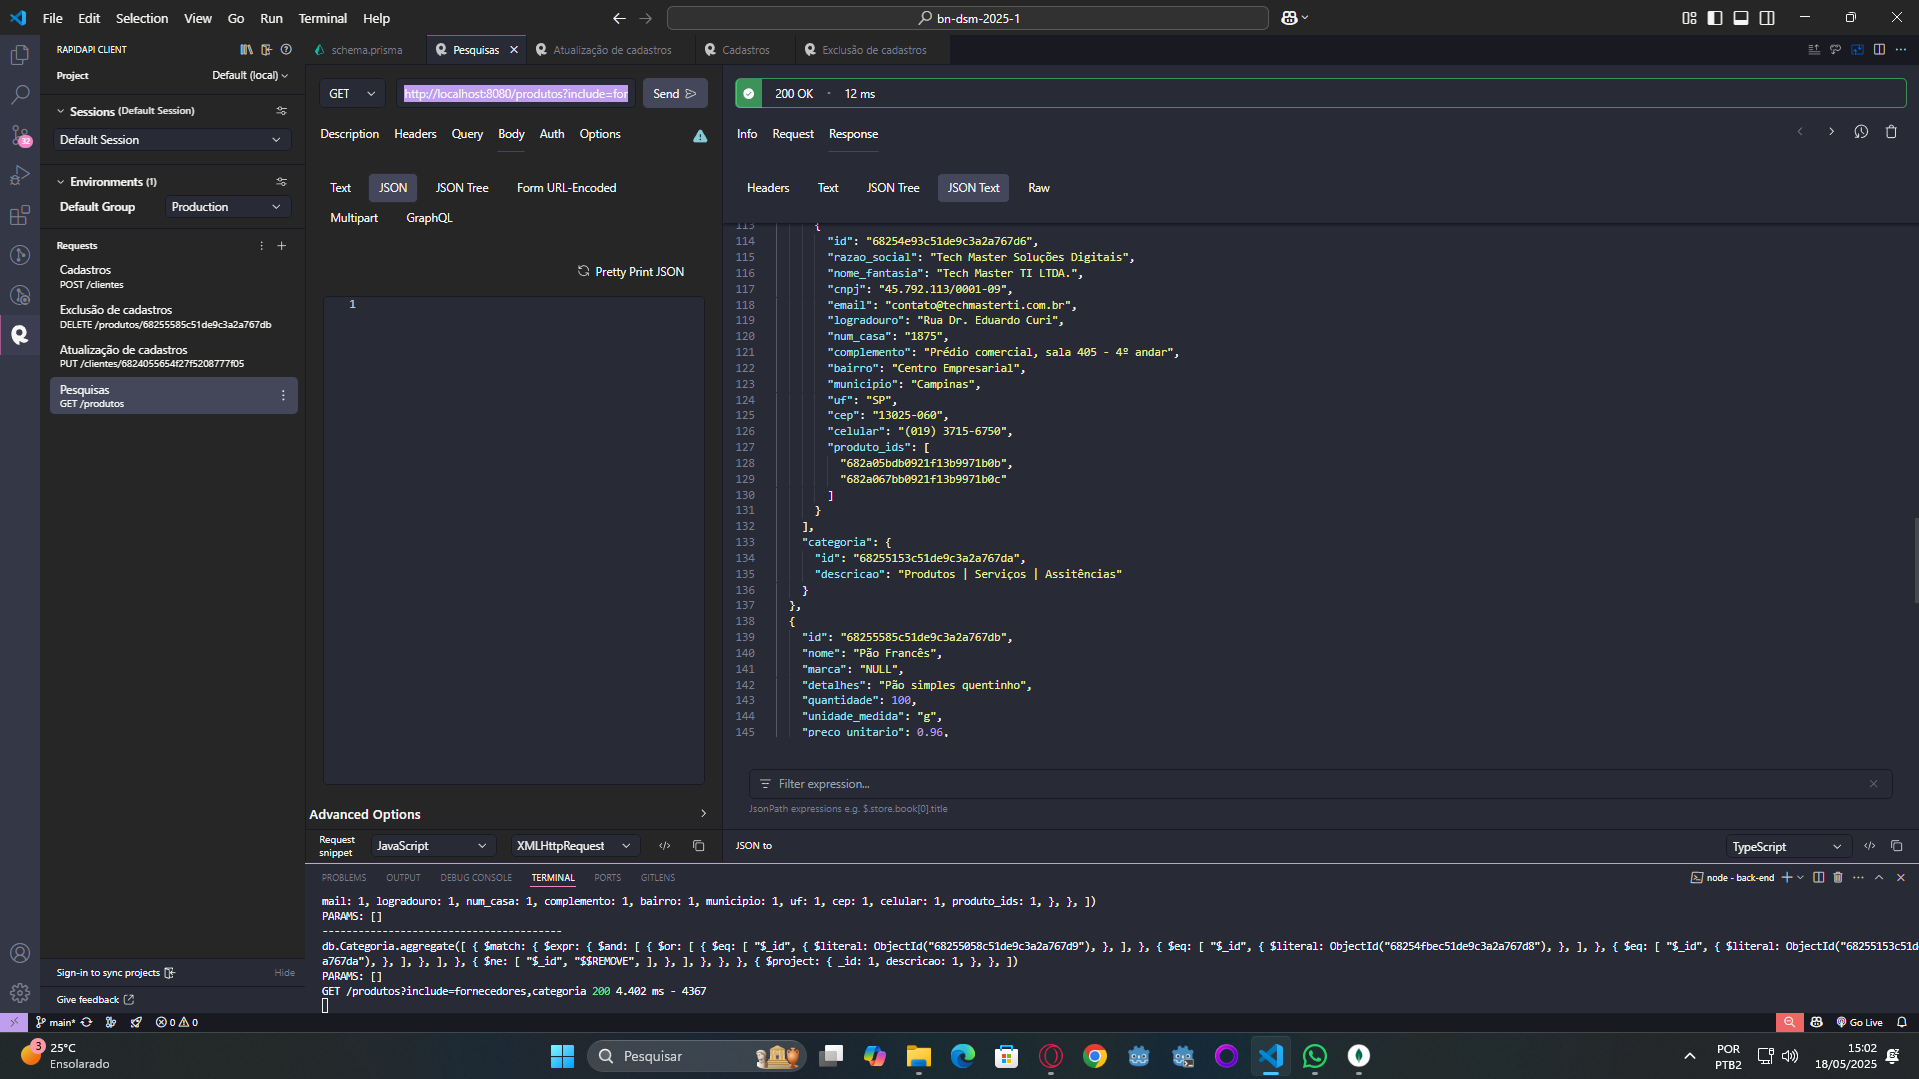 File Edit Selection View Go Run Terminal Help
bn-dsm-2025-1
RAPIDAPI CLIENT
Project
Default (local)
Sessions (Default Session)
Default Session
Environments (1)
Default Group
Production
Requests
Cadastros
POST /clientes
Exclusão de cadastros
DELETE /produtos/68255585c51de9c3a2a767db
Atualização de cadastros
PUT /clientes/6824055654f27f5208777f05
Pesquisas
GET /produtos
Sign-in to sync projects
Hide
Give feedback
32
schema.prisma
Pesquisas
Atualização de cadastros
Cadastros
Exclusão de cadastros
GET
http://localhost:8080/produtos?include=for
Send
Description Headers Query Body Auth Options
Text JSON JSON Tree Form URL-Encoded
Multipart GraphQL
Pretty Print JSON
1
Advanced Options
Request snippet
JavaScript
XMLHttpRequest
200 OK • 12 ms
Info Request Response
Headers Text JSON Tree JSON Text Raw
113 {
114 "id": "68254e93c51de9c3a2a767d6",
115 "razao_social": "Tech Master Soluções Digitais",
116 "nome_fantasia": "Tech Master TI LTDA.",
117 "cnpj": "45.792.113/0001-09",
118 "email": "contato@techmasterti.com.br",
119 "logradouro": "Rua Dr. Eduardo Curi",
120 "num_casa": "1875",
121 "complemento": "Prédio comercial, sala 405 - 4º andar",
122 "bairro": "Centro Empresarial",
123 "municipio": "Campinas",
124 "uf": "SP",
125 "cep": "13025-060",
126 "celular": "(019) 3715-6750",
127 "produto_ids": [
128 "682a05bdb0921f13b9971b0b",
129 "682a067bb0921f13b9971b0c"
130 ]
131 }
132 ],
133 "categoria": {
134 "id": "68255153c51de9c3a2a767da",
135 "descricao": "Produtos | Serviços | Assitências"
136 }
137 },
138 {
139 "id": "68255585c51de9c3a2a767db",
140 "nome": "Pão Francês",
141 "marca": "NULL",
142 "detalhes": "Pão simples quentinho",
143 "quantidade": 100,
144 "unidade_medida": "g",
145 "preco_unitario": 0.96,
Filter expression...
JsonPath expressions e.g. $.store.book[0].title
JSON to
TypeScript
PROBLEMS OUTPUT DEBUG CONSOLE TERMINAL PORTS GITLENS
node - back-end
mail: 1, logradouro: 1, num_casa: 1, complemento: 1, bairro: 1, municipio: 1, uf: 1, cep: 1, celular: 1, produto_ids: 1, }, }, ])
PARAMS: []
----------------------------------------
db.Categoria.aggregate([ { $match: { $expr: { $and: [ { $or: [ { $eq: [ "$_id", { $literal: ObjectId("68255058c51de9c3a2a767d9"), }, ], }, { $eq: [ "$_id", { $literal: ObjectId("68254fbec51de9c3a2a767d8"), }, ], }, { $eq: [ "$_id", { $literal: ObjectId("68255153c51de9c3a2
a767da"), }, ], }, ], }, { $ne: [ "$_id", "$$REMOVE", ], }, ], }, }, }, { $project: { _id: 1, descricao: 1, }, }, ])
PARAMS: []
GET /produtos?include=fornecedores,categoria 200 4.402 ms - 4367
main* 0 0
Go Live
3
25°C
Ensolarado
Pesquisar
POR
PTB2
15:02
18/05/2025